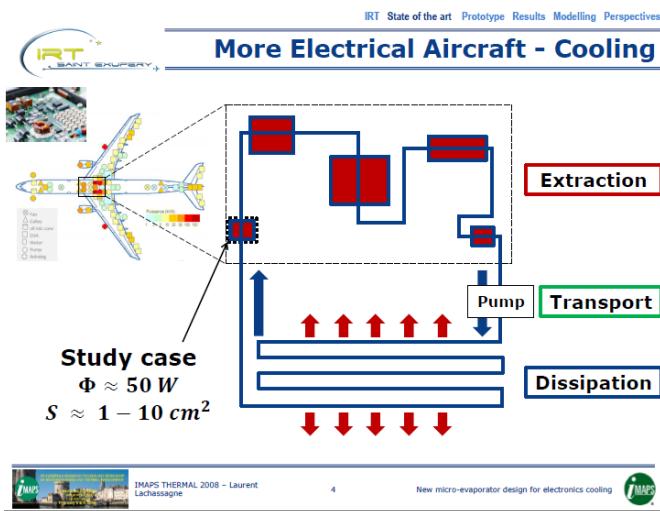 IRT State of the art Prototype Results Modelling Perspectives
IRT
SAINT EXUPERY
More Electrical Aircraft - Cooling
Extraction
Pump
Transport
Study case
Φ ≈ 50 W
S ≈ 1 − 10 cm²
Dissipation
IMAPS
IMAPS THERMAL 2008 – Laurent
Lachassagne
4
New micro-evaporator design for electronics cooling
IMAPS